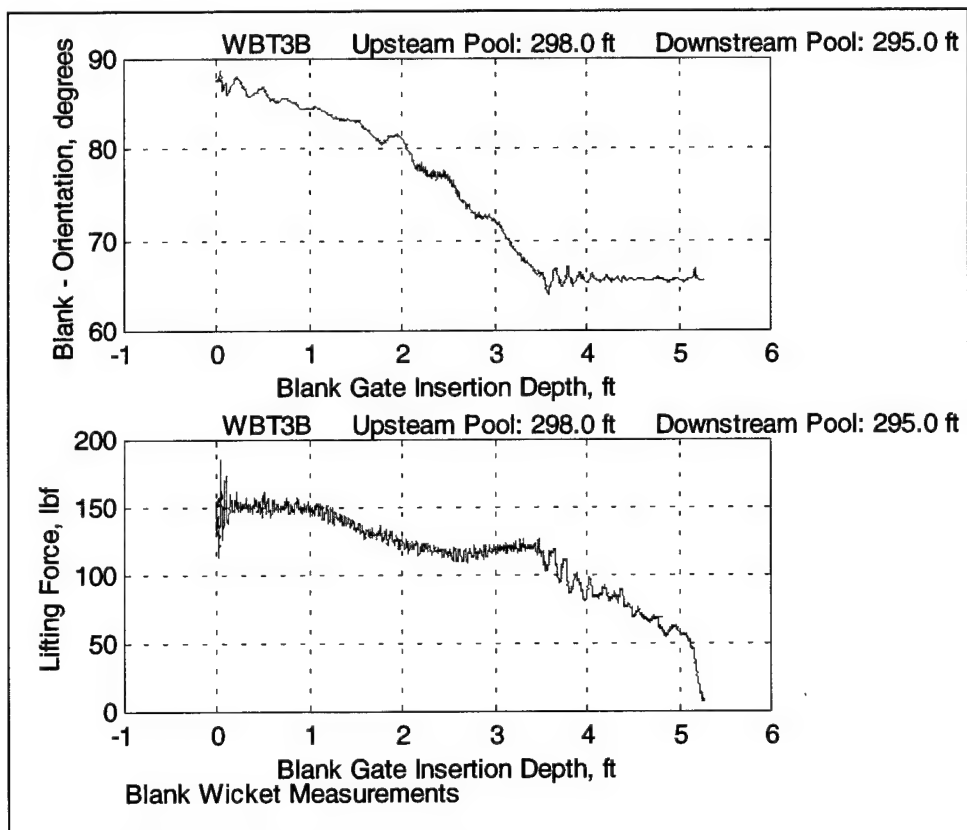 WBT3B Upsteam Pool: 298.0 ft Downstream Pool: 295.0 ft
90
80
70
60
Blank - Orientation, degrees
-1 0 1 2 3 4 5 6
Blank Gate Insertion Depth, ft
WBT3B Upsteam Pool: 298.0 ft Downstream Pool: 295.0 ft
200
150
100
50
0
Lifting Force, lbf
-1 0 1 2 3 4 5 6
Blank Gate Insertion Depth, ft
Blank Wicket Measurements